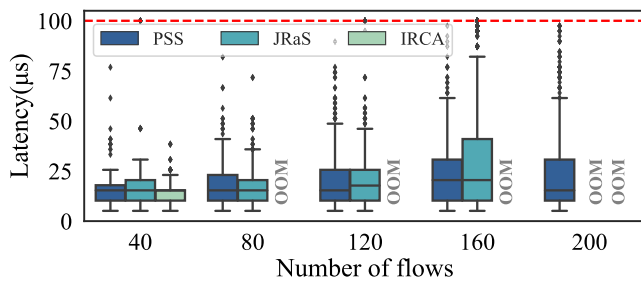 Latency(μs)
100
75
50
25
0
PSS JRaS IRCA
OOM OOM OOM OOM OOM
40 80 120 160 200
Number of flows